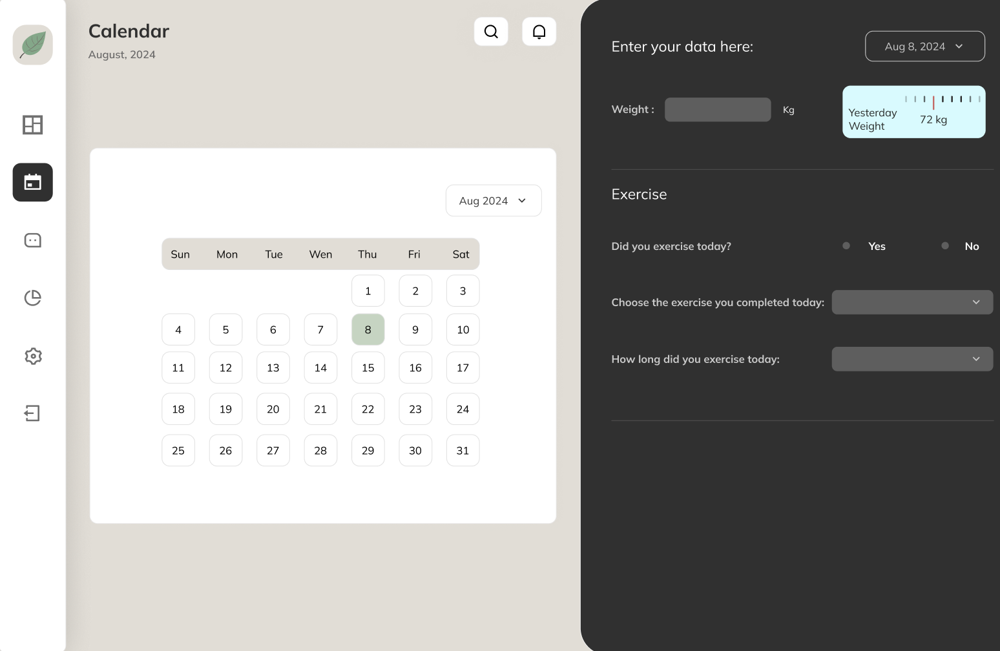 Calendar
August, 2024
Aug 2024
Sun Mon Tue Wen Thu Fri Sat
1 2 3
4 5 6 7 8 9 10
11 12 13 14 15 16 17
18 19 20 21 22 23 24
25 26 27 28 29 30 31
Enter your data here:
Aug 8, 2024
Weight :
Kg
Yesterday
Weight
72 kg
Exercise
Did you exercise today?
Yes
No
Choose the exercise you completed today:
How long did you exercise today: